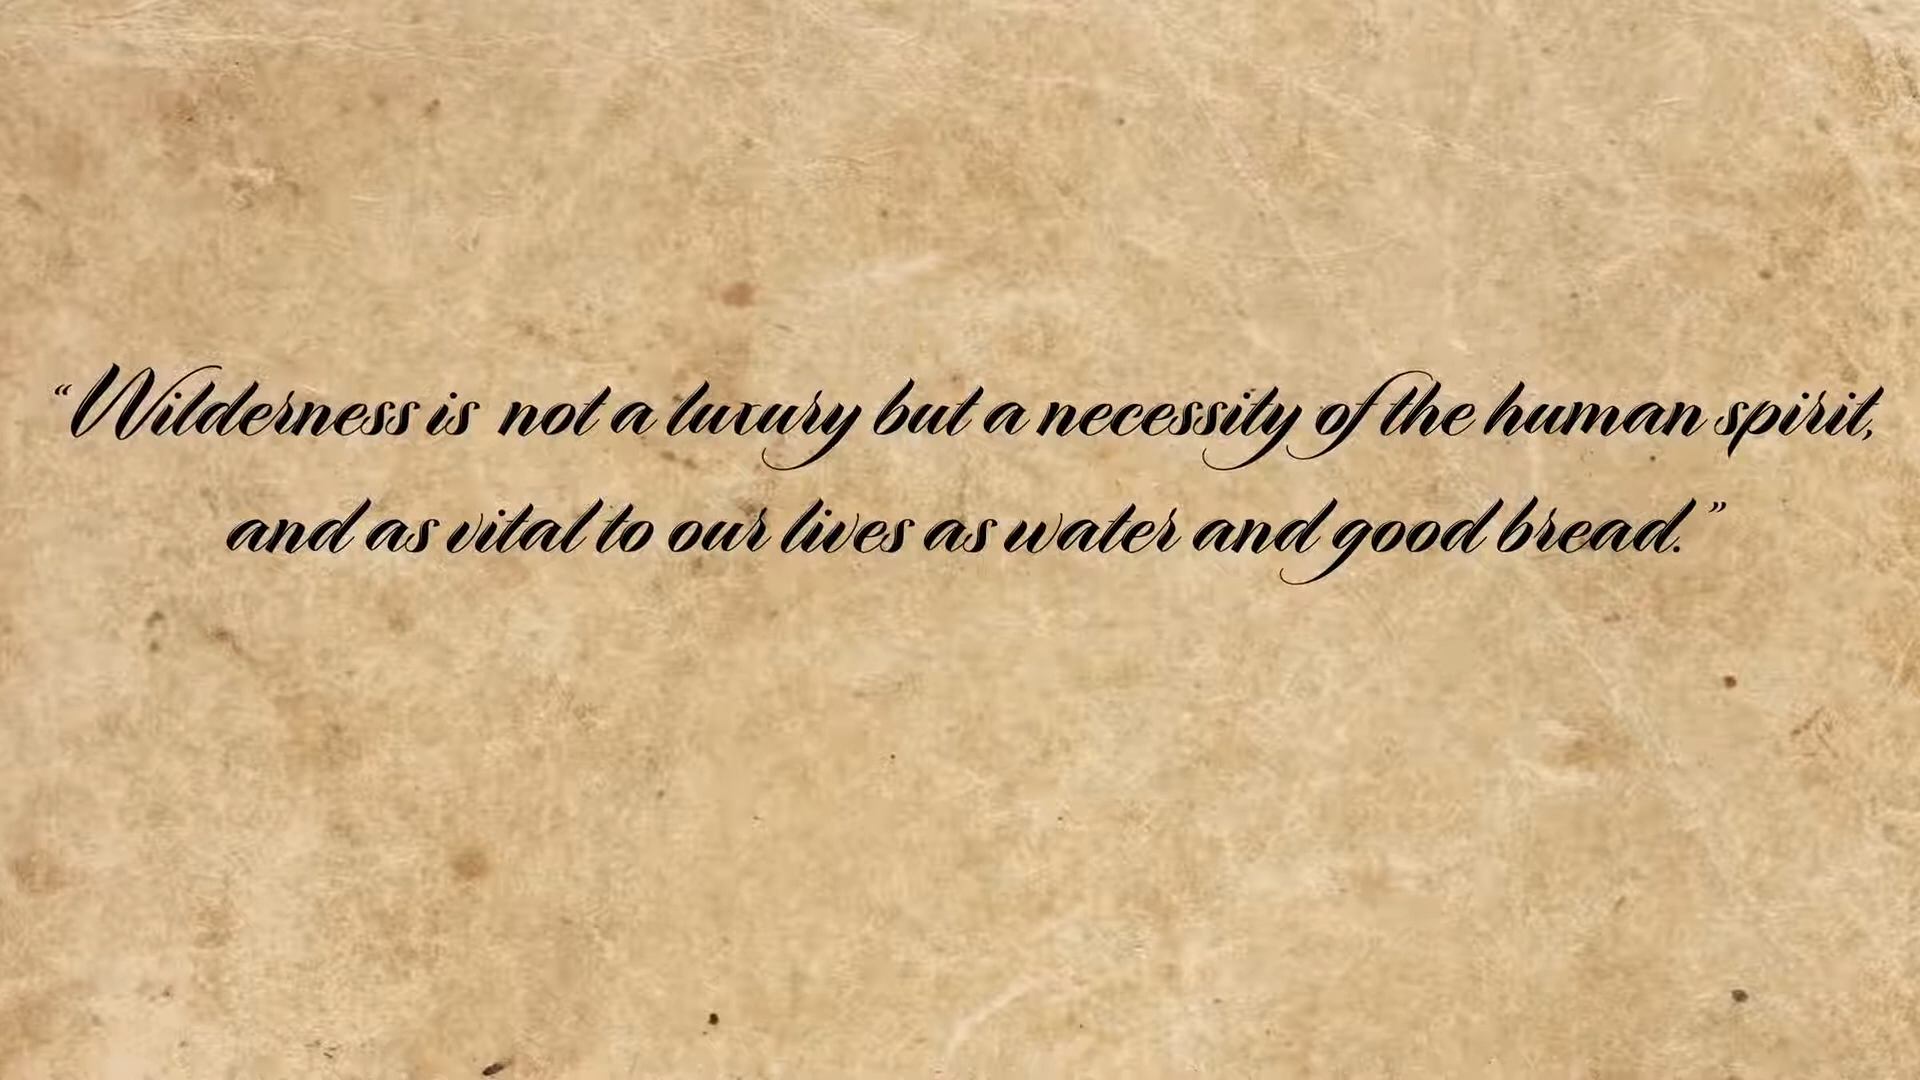 “Wilderness is not a luxury but a necessity of the human spirit,
and as vital to our lives as water and good bread.”